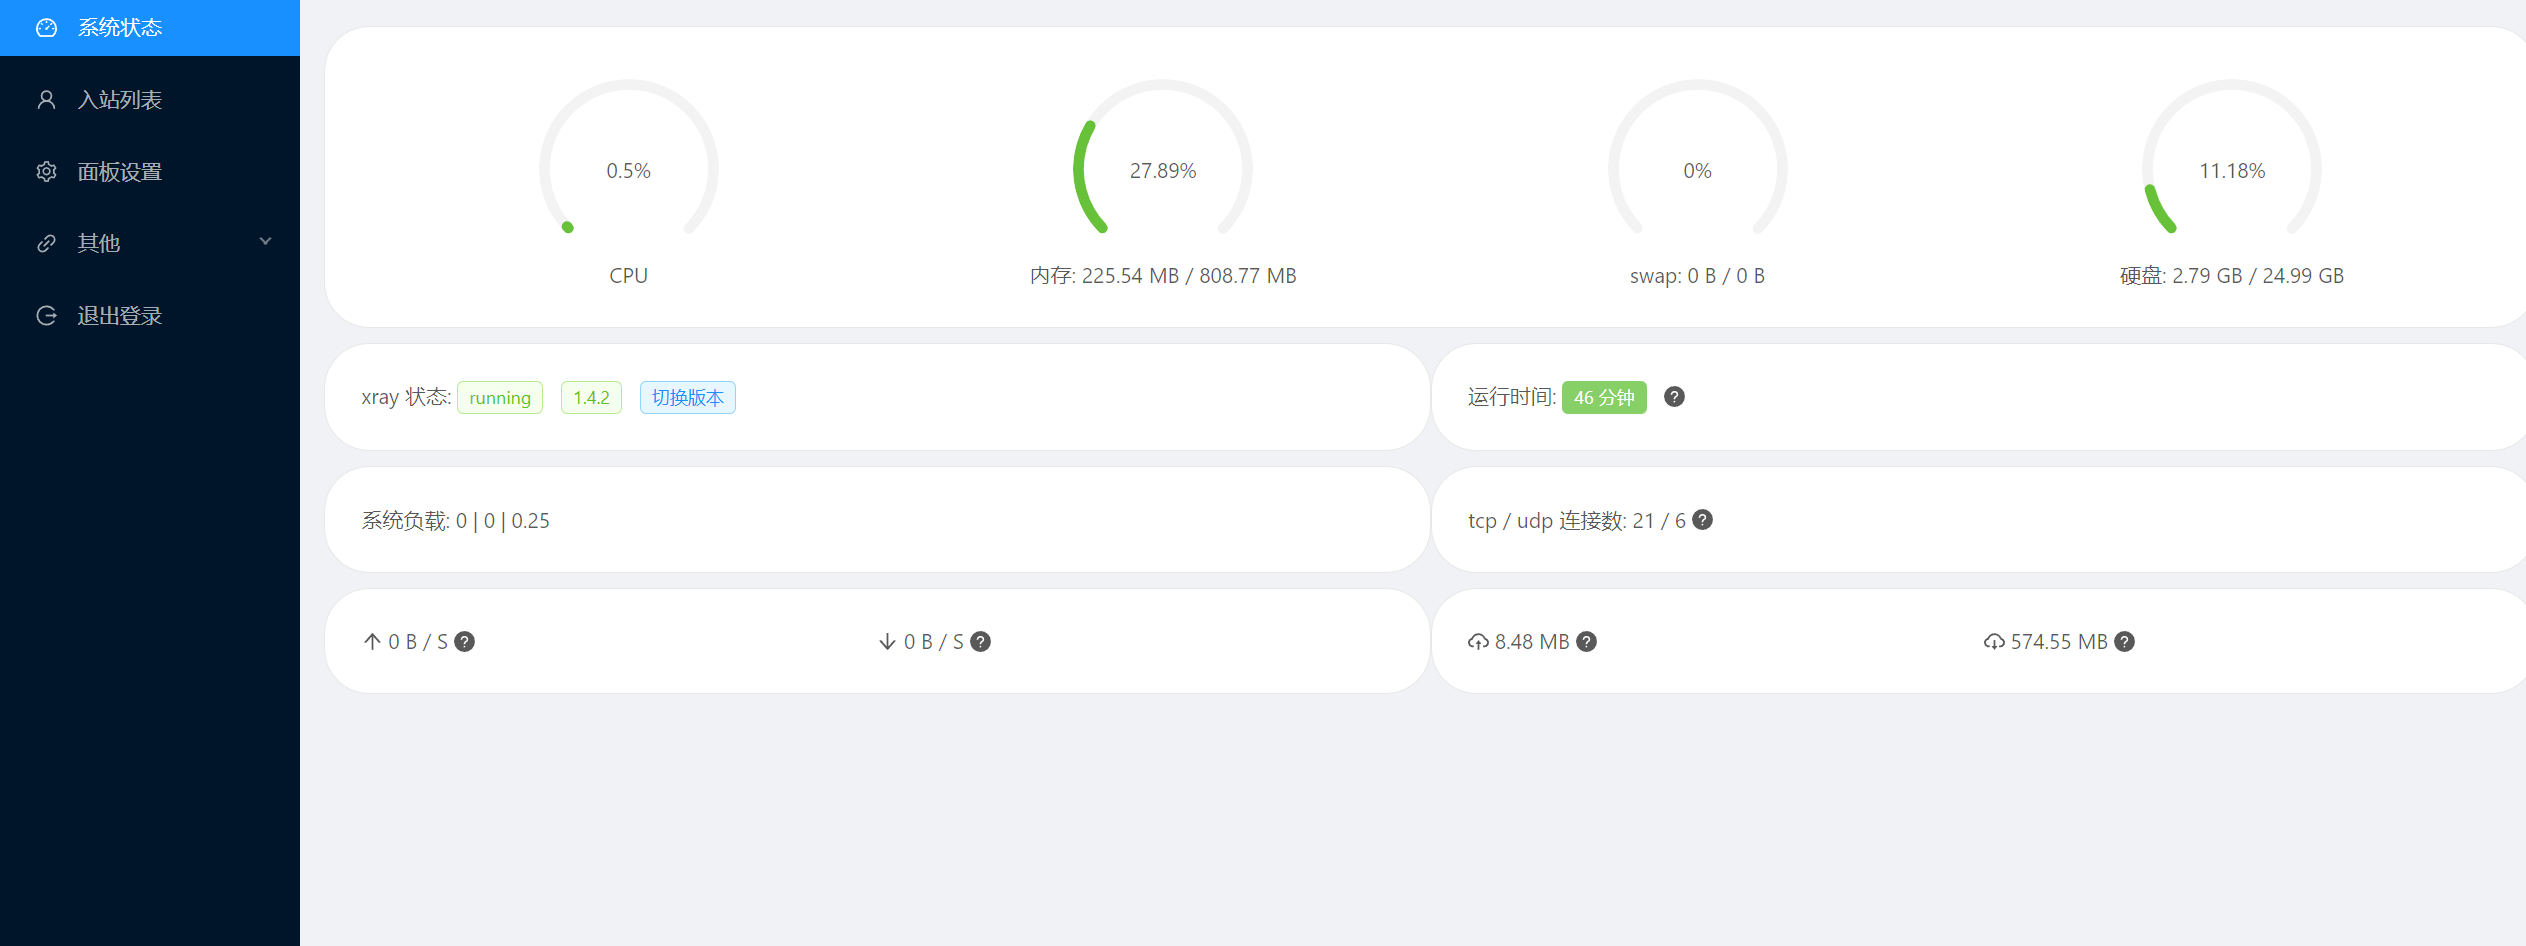 系统状态
入站列表
面板设置
其他
退出登录
0.5%
27.89%
0%
11.18%
CPU
内存: 225.54 MB / 808.77 MB
swap: 0 B / 0 B
硬盘: 2.79 GB / 24.99 GB
xray 状态: running 1.4.2 切换版本
运行时间: 46 分钟
系统负载: 0 | 0 | 0.25
tcp / udp 连接数: 21 / 6
0 B / S
0 B / S
8.48 MB
574.55 MB